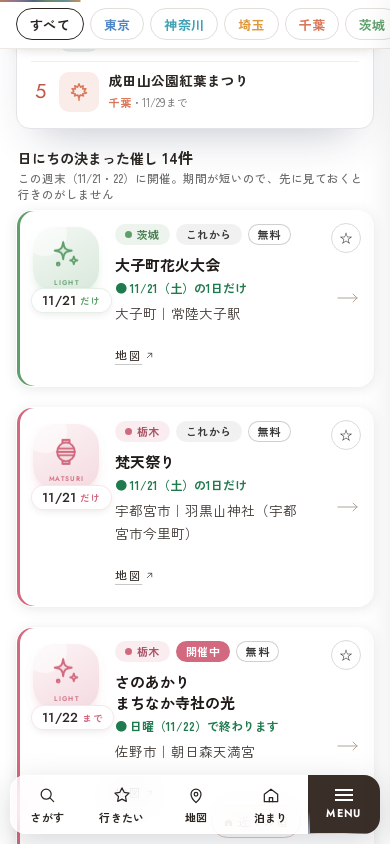 すべて
東京
神奈川
埼玉
千葉
茨城
5
成田山公園紅葉まつり
千葉・11/29まで
日にちの決まった催し 14件
この週末（11/21・22）に開催。期間が短いので、先に見ておくと
行きのがしません
茨城
これから
無料
LIGHT
11/21 だけ
大子町花火大会
11/21（土）の1日だけ
大子町｜常陸大子駅
地図
栃木
これから
無料
MATSURI
11/21 だけ
梵天祭り
11/21（土）の1日だけ
宇都宮市｜羽黒山神社（宇都
宮市今里町）
地図
栃木
開催中
無料
LIGHT
11/22 まで
さのあかり
まちなか寺社の光
日曜（11/22）で終わります
佐野市｜朝日森天満宮
さがす
行きたい
地図
泊まり
MENU